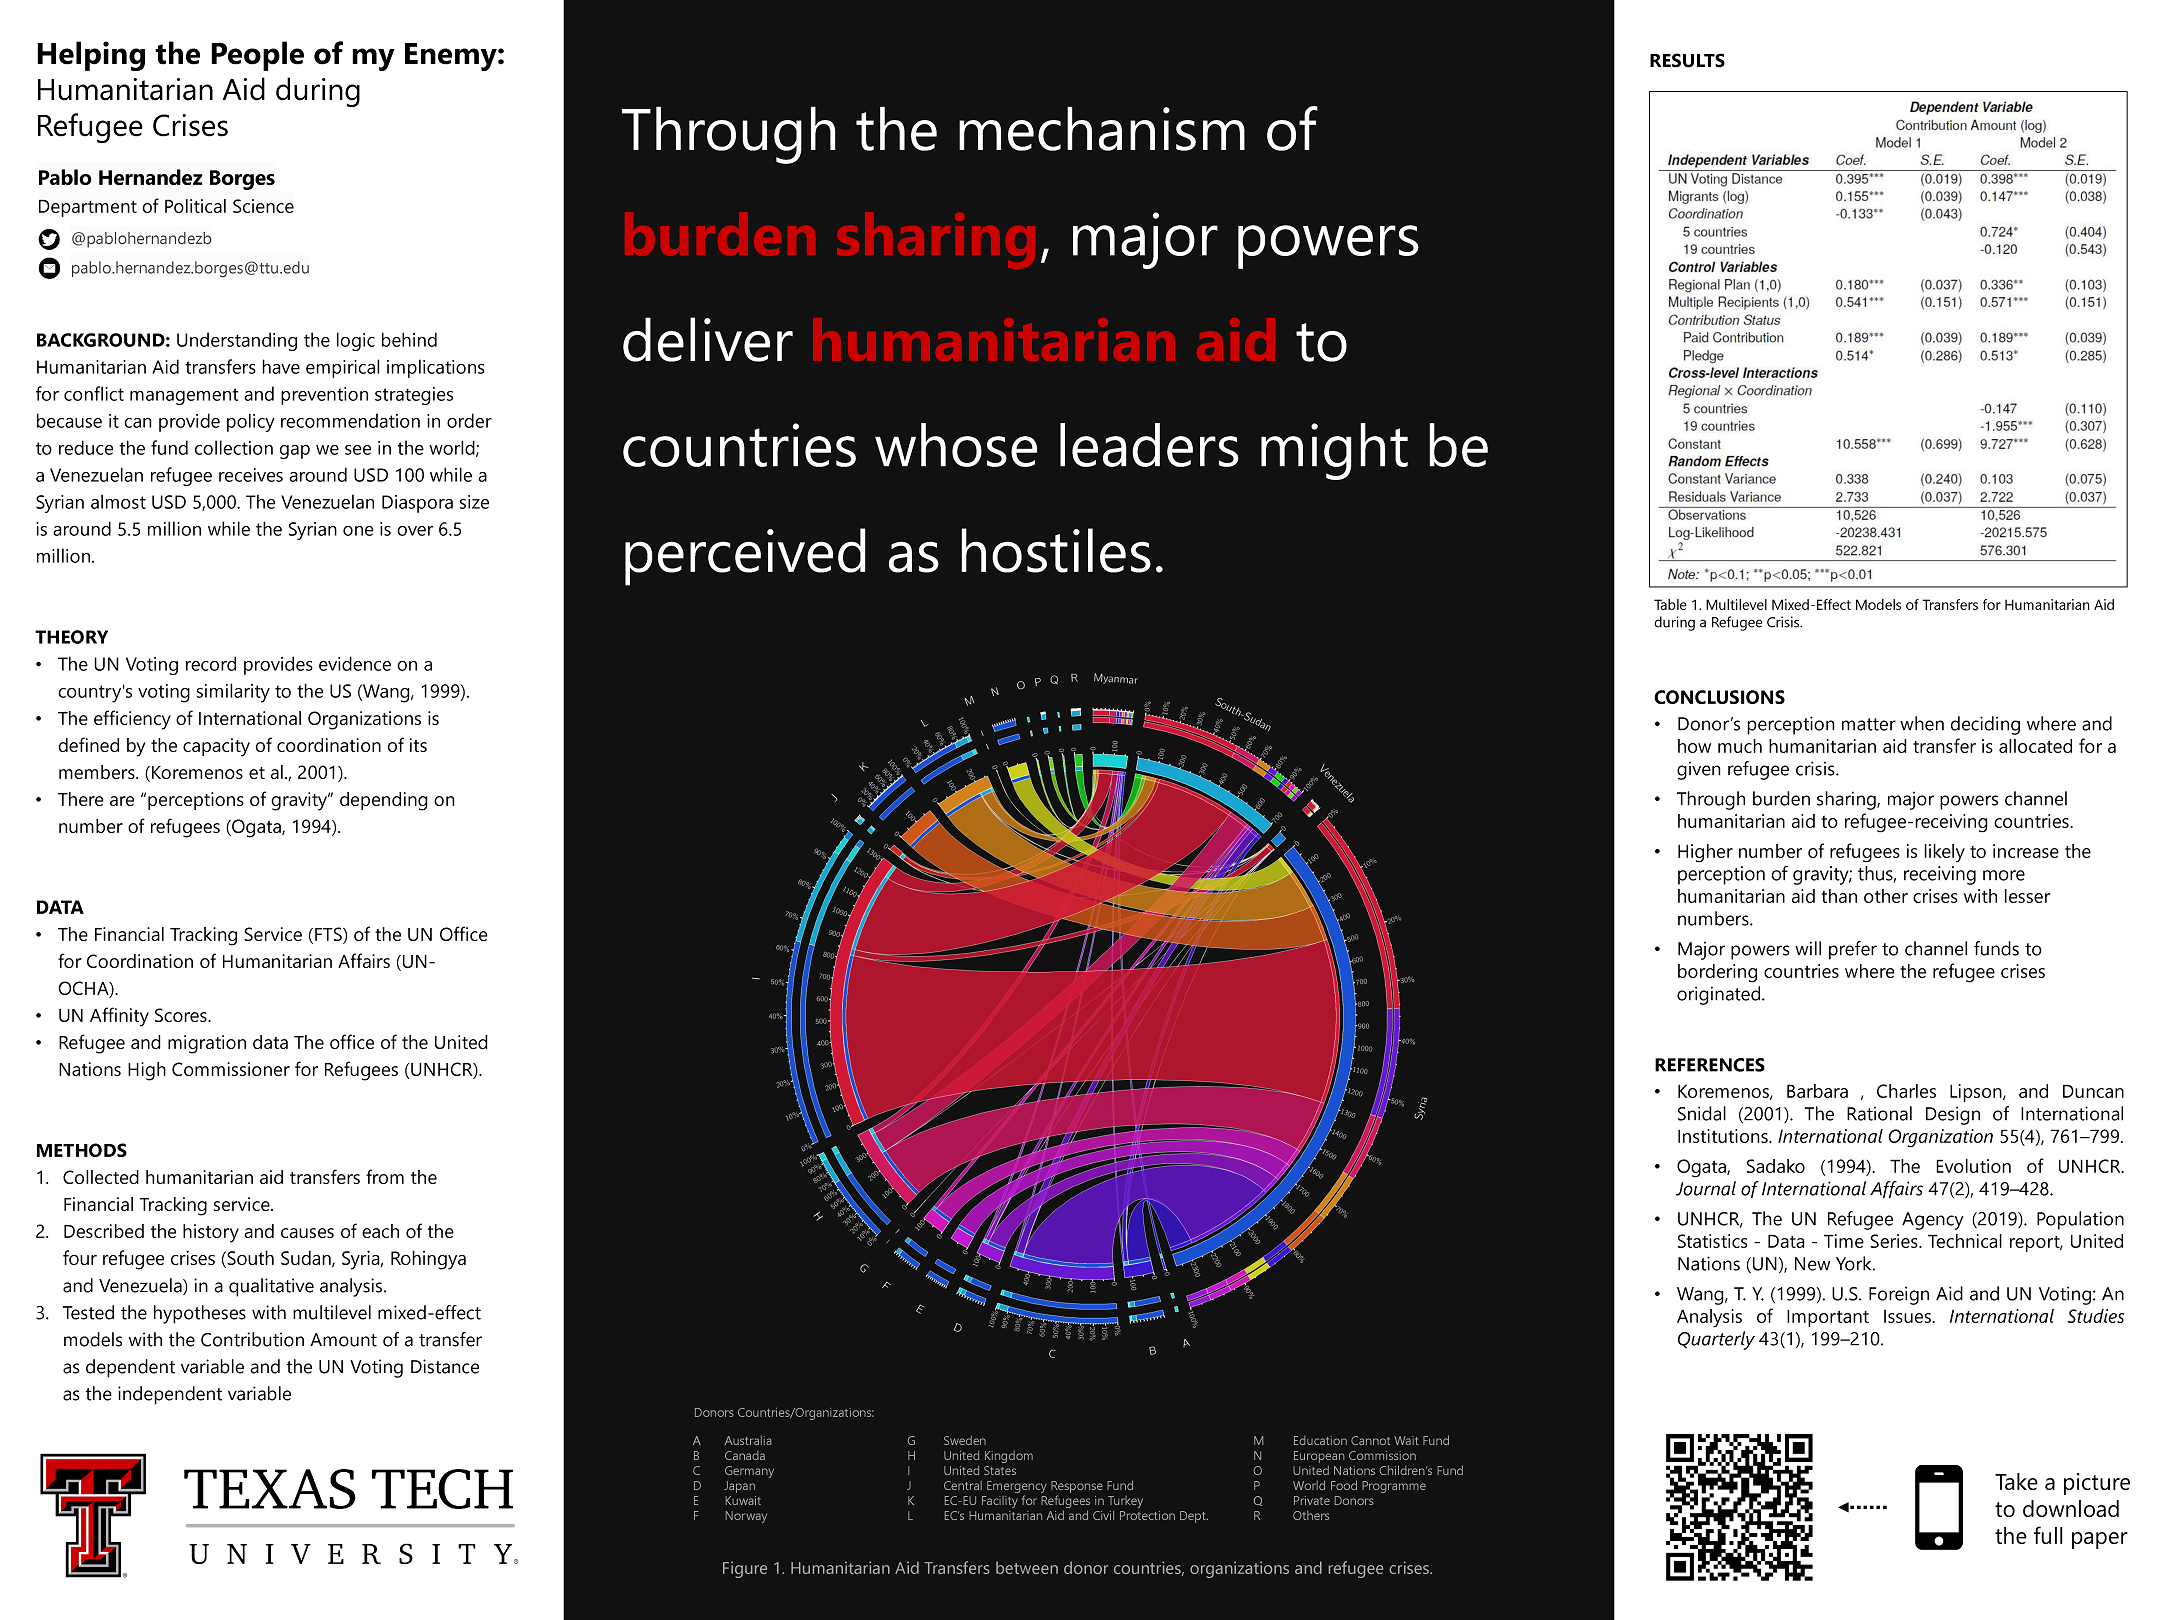 Helping the People of my Enemy:
Humanitarian Aid during
Refugee Crises
Pablo Hernandez Borges
Department of Political Science
@pablohernandezb
pablo.hernandez.borges@ttu.edu
BACKGROUND: Understanding the logic behind
Humanitarian Aid transfers have empirical implications
for conflict management and prevention strategies
because it can provide policy recommendation in order
to reduce the fund collection gap we see in the world;
a Venezuelan refugee receives around USD 100 while a
Syrian almost USD 5,000. The Venezuelan Diaspora size
is around 5.5 million while the Syrian one is over 6.5
million.
THEORY
• The UN Voting record provides evidence on a
country's voting similarity to the US (Wang, 1999).
• The efficiency of International Organizations is
defined by the capacity of coordination of its
members. (Koremenos et al., 2001).
• There are “perceptions of gravity” depending on
number of refugees (Ogata, 1994).
DATA
• The Financial Tracking Service (FTS) of the UN Office
for Coordination of Humanitarian Affairs (UN-
OCHA).
• UN Affinity Scores.
• Refugee and migration data The office of the United
Nations High Commissioner for Refugees (UNHCR).
METHODS
1. Collected humanitarian aid transfers from the
Financial Tracking service.
2. Described the history and causes of each of the
four refugee crises (South Sudan, Syria, Rohingya
and Venezuela) in a qualitative analysis.
3. Tested the hypotheses with multilevel mixed-effect
models with the Contribution Amount of a transfer
as dependent variable and the UN Voting Distance
as the independent variable
TEXAS TECH
UNIVERSITY.
Through the mechanism of
burden sharing, major powers
deliver humanitarian aid to
countries whose leaders might be
perceived as hostiles.
Myanmar
South-Sudan
Venezuela
Syria
A
B
C
D
E
F
G
H
I
J
K
L
M
N
O
P
Q
R
Donors Countries/Organizations:
A Australia
B Canada
C Germany
D Japan
E Kuwait
F Norway
G Sweden
H United Kingdom
I United States
J Central Emergency Response Fund
K EC-EU Facility for Refugees in Turkey
L EC's Humanitarian Aid and Civil Protection Dept.
M Education Cannot Wait Fund
N European Commission
O United Nations Children's Fund
P World Food Programme
Q Private Donors
R Others
Figure 1. Humanitarian Aid Transfers between donor countries, organizations and refugee crises.
RESULTS
Dependent Variable
Contribution Amount (log)
Model 1 Model 2
Independent Variables Coef. S.E. Coef. S.E.
UN Voting Distance 0.395*** (0.019) 0.398*** (0.019)
Migrants (log) 0.155*** (0.039) 0.147*** (0.038)
Coordination -0.133** (0.043)
5 countries 0.724* (0.404)
19 countries -0.120 (0.543)
Control Variables
Regional Plan (1,0) 0.180*** (0.037) 0.336** (0.103)
Multiple Recipients (1,0) 0.541*** (0.151) 0.571*** (0.151)
Contribution Status
Paid Contribution 0.189*** (0.039) 0.189*** (0.039)
Pledge 0.514* (0.286) 0.513* (0.285)
Cross-level Interactions
Regional × Coordination
5 countries -0.147 (0.110)
19 countries -1.955*** (0.307)
Constant 10.558*** (0.699) 9.727*** (0.628)
Random Effects
Constant Variance 0.338 (0.240) 0.103 (0.075)
Residuals Variance 2.733 (0.037) 2.722 (0.037)
Observations 10,526 10,526
Log-Likelihood -20238.431 -20215.575
χ² 522.821 576.301
Note: *p<0.1; **p<0.05; ***p<0.01
Table 1. Multilevel Mixed-Effect Models of Transfers for Humanitarian Aid
during a Refugee Crisis.
CONCLUSIONS
• Donor’s perception matter when deciding where and
how much humanitarian aid transfer is allocated for a
given refugee crisis.
• Through burden sharing, major powers channel
humanitarian aid to refugee-receiving countries.
• Higher number of refugees is likely to increase the
perception of gravity; thus, receiving more
humanitarian aid than other crises with lesser
numbers.
• Major powers will prefer to channel funds to
bordering countries where the refugee crises
originated.
REFERENCES
• Koremenos, Barbara , Charles Lipson, and Duncan
Snidal (2001). The Rational Design of International
Institutions. International Organization 55(4), 761–799.
• Ogata, Sadako (1994). The Evolution of UNHCR.
Journal of International Affairs 47(2), 419–428.
• UNHCR, The UN Refugee Agency (2019). Population
Statistics - Data - Time Series. Technical report, United
Nations (UN), New York.
• Wang, T. Y. (1999). U.S. Foreign Aid and UN Voting: An
Analysis of Important Issues. International Studies
Quarterly 43(1), 199–210.
Take a picture
to download
the full paper